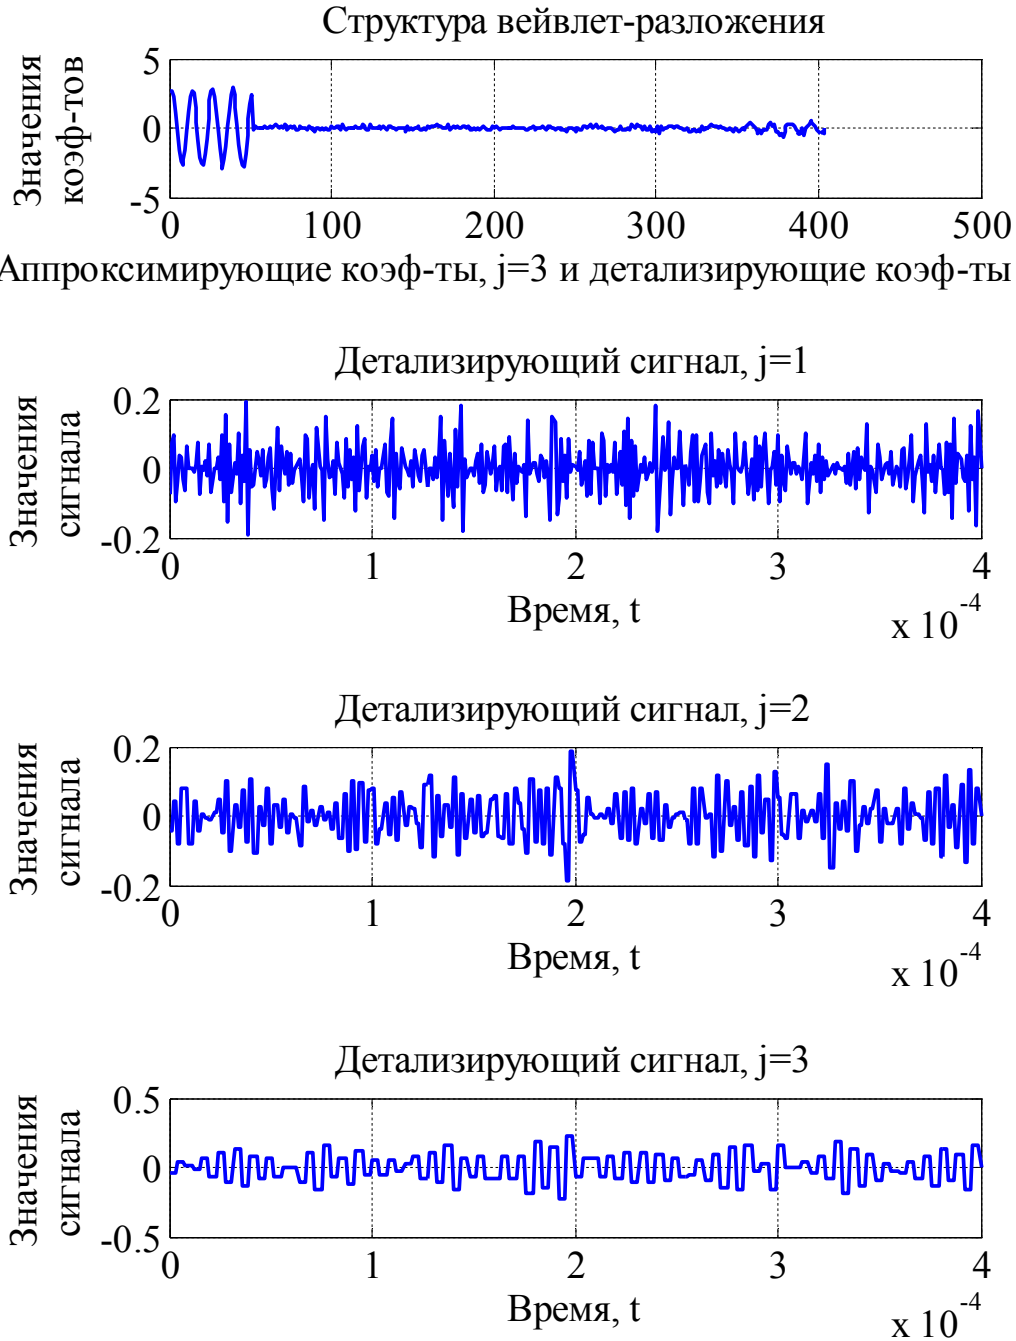 Структура вейвлет-разложения
Значения
коэф-тов
5
0
-5
0 100 200 300 400 500
Аппроксимирующие коэф-ты, j=3 и детализирующие коэф-ты
Детализирующий сигнал, j=1
Значения
сигнала
0.2
0
-0.2
0 1 2 3 4
Время, t
x 10-4
Детализирующий сигнал, j=2
Значения
сигнала
0.2
0
-0.2
0 1 2 3 4
Время, t
x 10-4
Детализирующий сигнал, j=3
Значения
сигнала
0.5
0
-0.5
0 1 2 3 4
Время, t
x 10-4